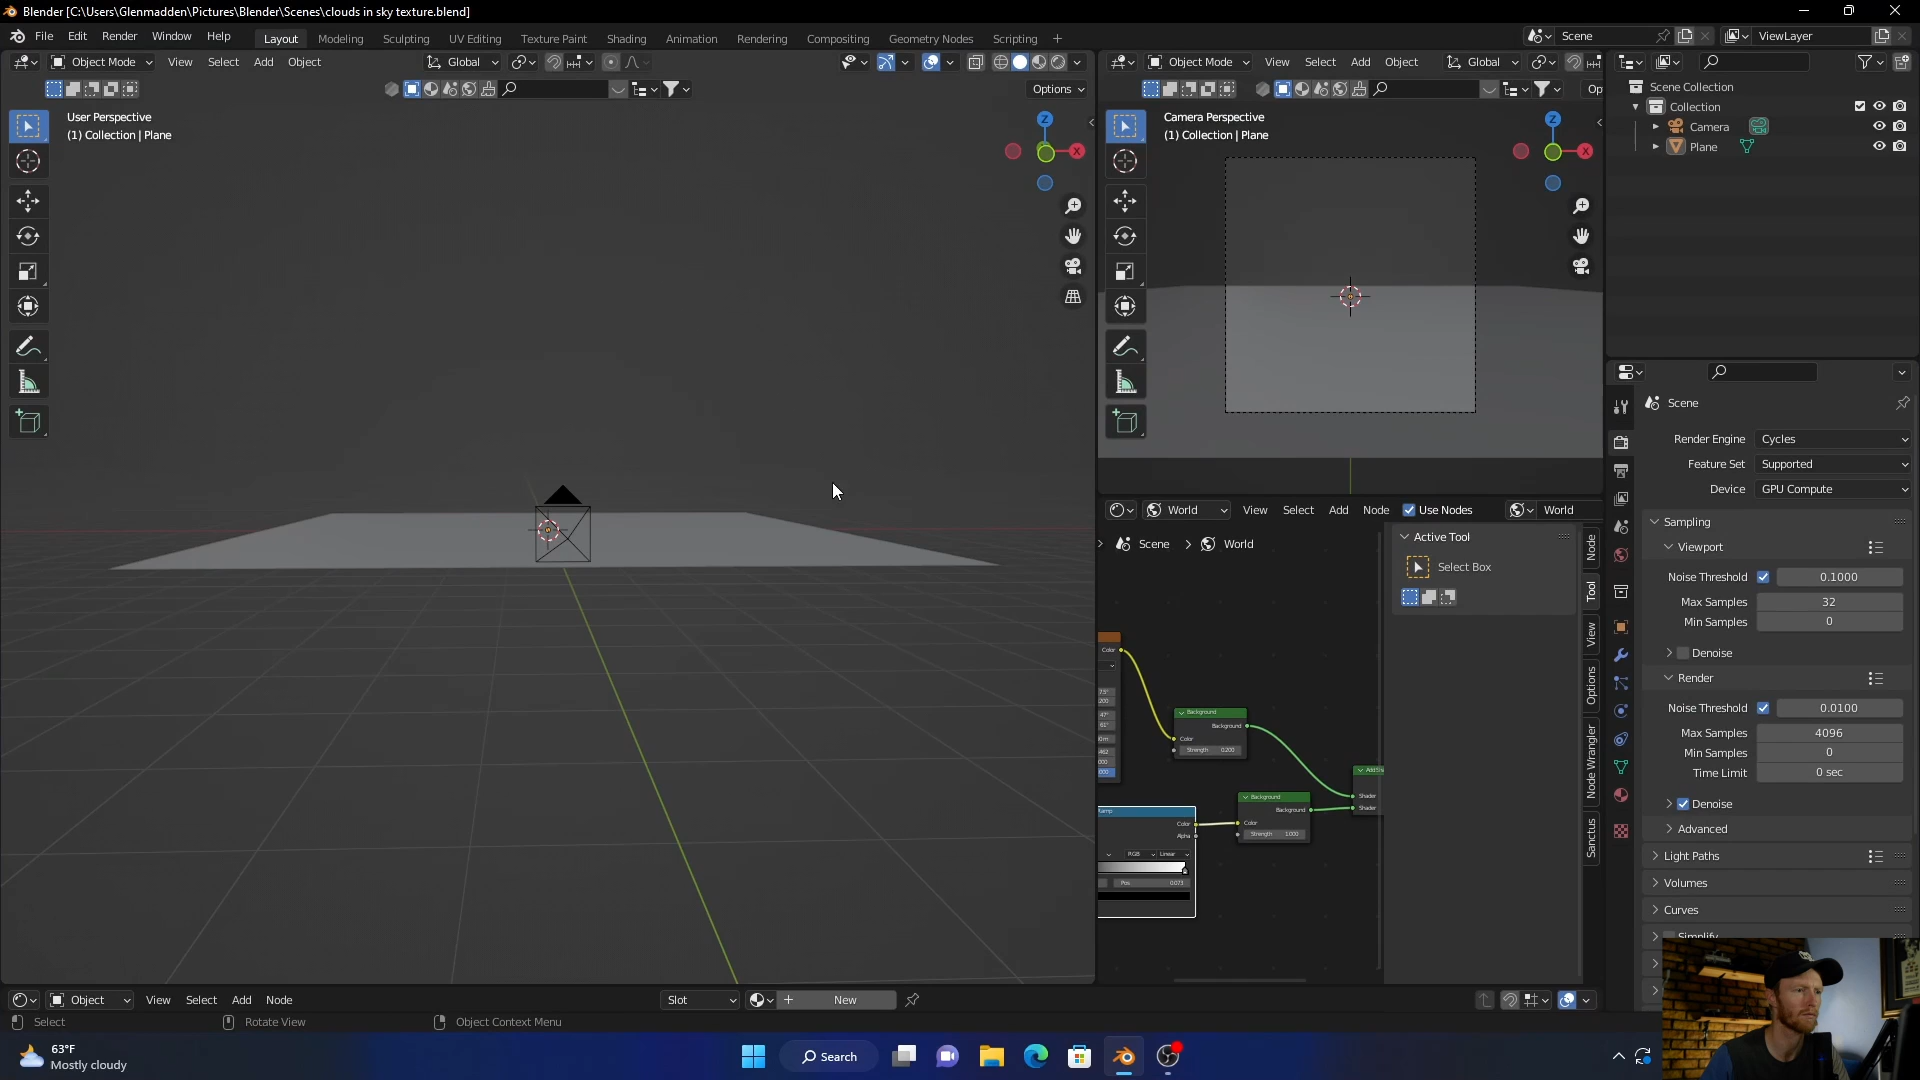 Blender [C:\Users\Glenmadden\Pictures\Blender\Scenes\clouds in sky texture.blend]
File Edit Render Window Help Layout Modeling Sculpting UV Editing Texture Paint Shading Animation Rendering Compositing Geometry Nodes Scripting + Scene ViewLayer
Object Mode View Select Add Object Global
Options
User Perspective
(1) Collection | Plane
Z
X
Object Mode View Select Add Object Global
Op
Camera Perspective
(1) Collection | Plane
Z
X
Scene Collection
Collection
Camera
Plane
World View Select Add Node Use Nodes World
Scene > World
Active Tool
Select Box
Node
Tool
View
Options
Node Wrangler
Sanctus
Color
Background
Background
Color
Strength 0.200
Background
Background
Color
Strength 1.000
Shader
Shader
Color
Alpha
RGB Linear
Pos 0.073
Scene
Render Engine Cycles
Feature Set Supported
Device GPU Compute
Sampling
Viewport
Noise Threshold 0.1000
Max Samples 32
Min Samples 0
Denoise
Render
Noise Threshold 0.0100
Max Samples 4096
Min Samples 0
Time Limit 0 sec
Denoise
Advanced
Light Paths
Volumes
Curves
Simplify
Object View Select Add Node Slot New
Select Rotate View Object Context Menu
63°F
Mostly cloudy
Search